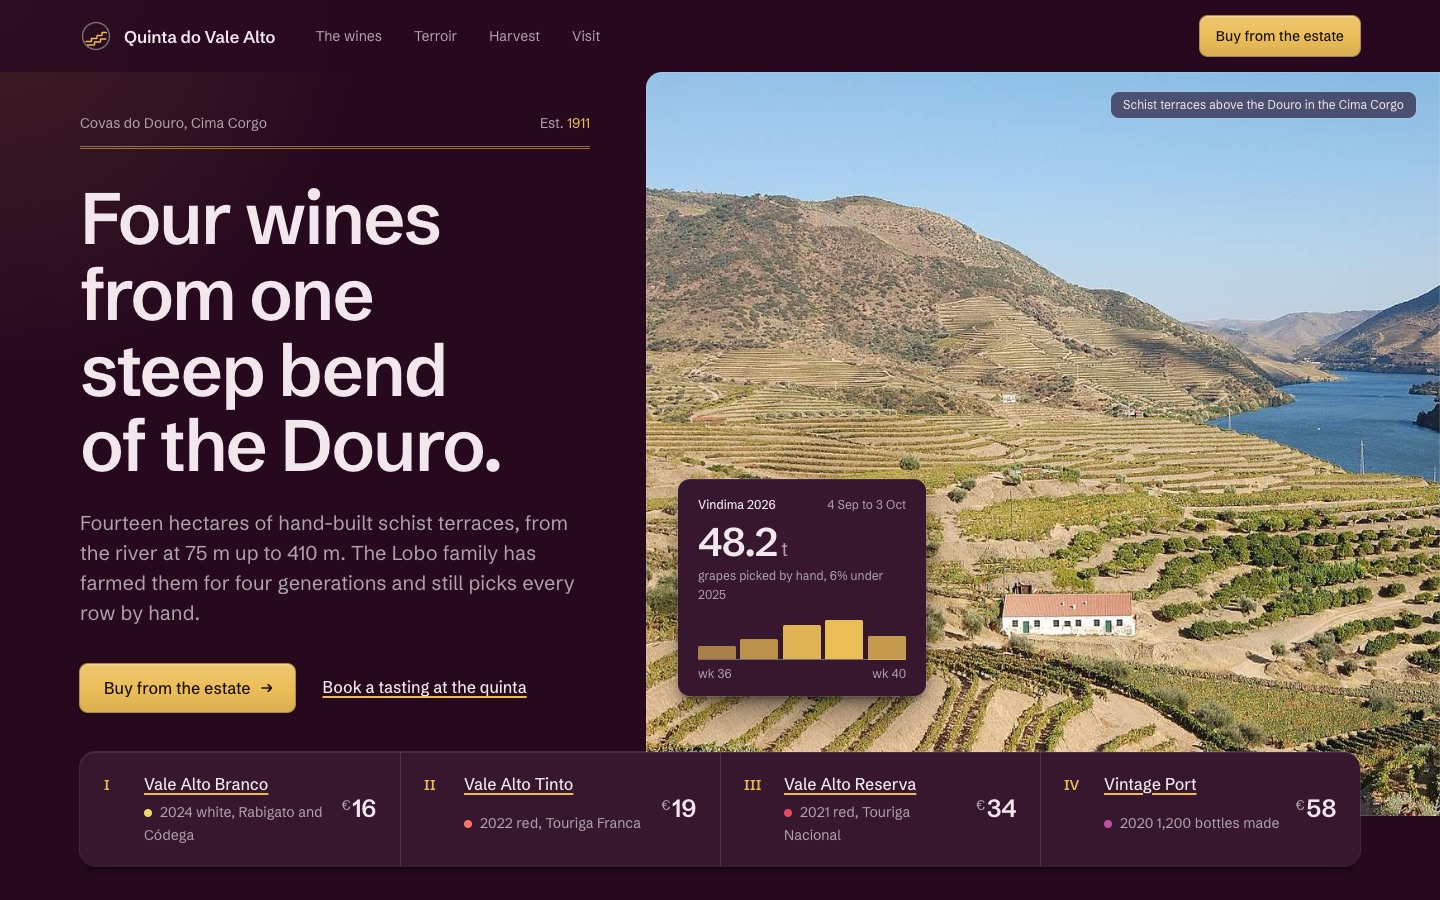 Quinta do Vale Alto
The wines
Terroir
Harvest
Visit
Buy from the estate
Covas do Douro, Cima Corgo
Est. 1911
Four wines
from one
steep bend
of the Douro.
Fourteen hectares of hand-built schist terraces, from
the river at 75 m up to 410 m. The Lobo family has
farmed them for four generations and still picks every
row by hand.
Buy from the estate →
Book a tasting at the quinta
Schist terraces above the Douro in the Cima Corgo
Vindima 2026
4 Sep to 3 Oct
48.2 t
grapes picked by hand, 6% under
2025
wk 36
wk 40
I
Vale Alto Branco
2024 white, Rabigato and
Códega
€16
II
Vale Alto Tinto
2022 red, Touriga Franca
€19
III
Vale Alto Reserva
2021 red, Touriga
Nacional
€34
IV
Vintage Port
2020 1,200 bottles made
€58